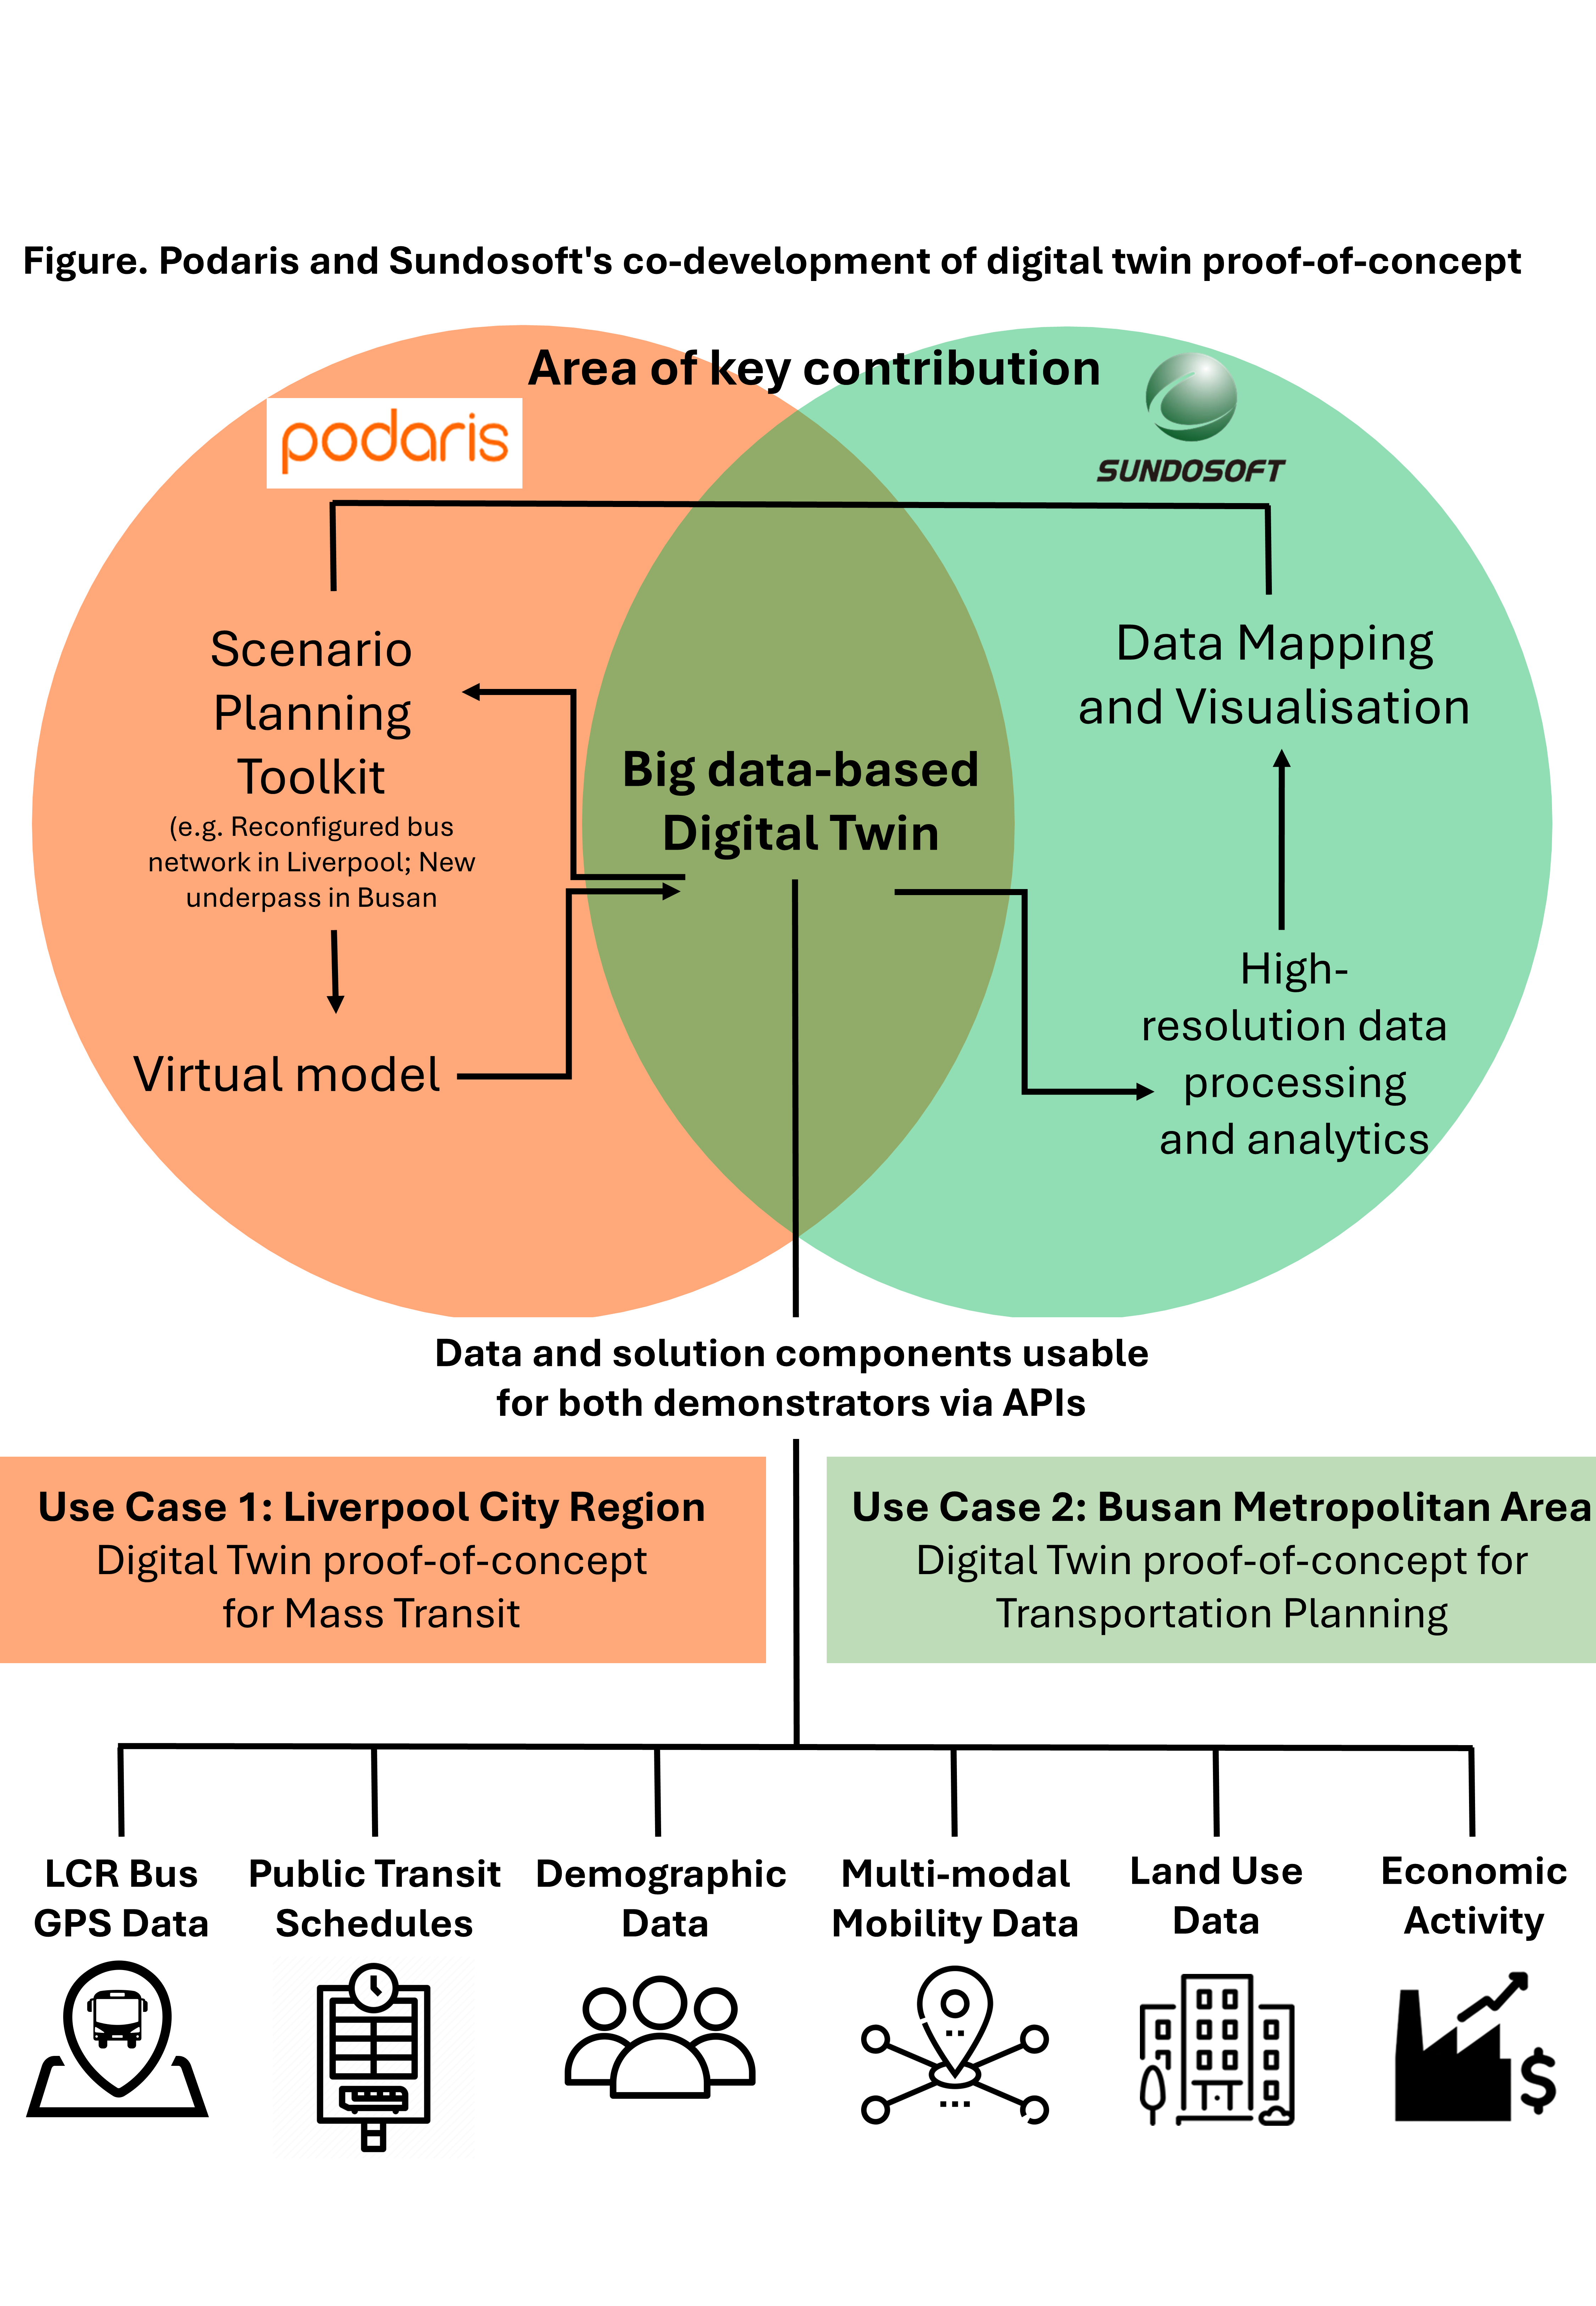 Figure. Podaris and Sundosoft's co-development of digital twin proof-of-concept
Area of key contribution
podaris
SUNDOSOFT
Scenario
Planning
Toolkit
(e.g. Reconfigured bus
network in Liverpool; New
underpass in Busan
Virtual model
Big data-based
Digital Twin
Data Mapping
and Visualisation
High-
resolution data
processing
and analytics
Data and solution components usable
for both demonstrators via APIs
Use Case 1: Liverpool City Region
Digital Twin proof-of-concept
for Mass Transit
Use Case 2: Busan Metropolitan Area
Digital Twin proof-of-concept for
Transportation Planning
LCR Bus
GPS Data
Public Transit
Schedules
Demographic
Data
Multi-modal
Mobility Data
Land Use
Data
Economic
Activity
$